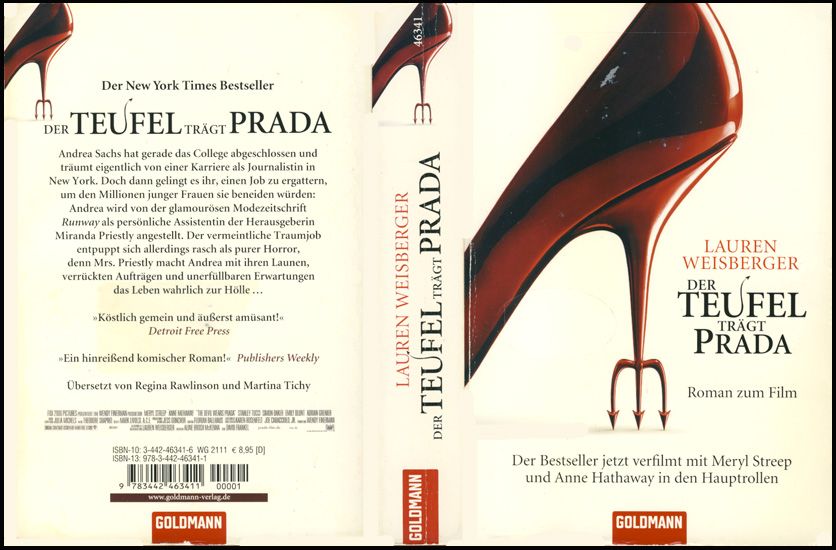 Der New York Times Bestseller
DER TEUFEL TRÄGT PRADA
Andrea Sachs hat gerade das College abgeschlossen und
träumt eigentlich von einer Karriere als Journalistin in
New York. Doch dann gelingt es ihr, einen Job zu ergattern,
um den Millionen junger Frauen sie beneiden würden:
Andrea wird von der glamourösen Modezeitschrift
Runway als persönliche Assistentin der Herausgeberin
Miranda Priestly angestellt. Der vermeintliche Traumjob
entpuppt sich allerdings rasch als purer Horror,
denn Mrs. Priestly macht Andrea mit ihren Launen,
verrückten Aufträgen und unerfüllbaren Erwartungen
das Leben wahrlich zur Hölle …
»Köstlich gemein und äußerst amüsant!«
Detroit Free Press
»Ein hinreißend komischer Roman!« Publishers Weekly
Übersetzt von Regina Rawlinson und Martina Tichy
ISBN-10: 3-442-46341-6 WG 2111 € 8,95 [D]
ISBN-13: 978-3-442-46341-1
9 783442 463411 00001
www.goldmann-verlag.de
GOLDMANN
46341
LAUREN WEISBERGER
DER TEUFEL TRÄGT PRADA
GOLDMANN
LAUREN
WEISBERGER
DER
TEUFEL
TRÄGT
PRADA
Roman zum Film
Der Bestseller jetzt verfilmt mit Meryl Streep
und Anne Hathaway in den Hauptrollen
GOLDMANN